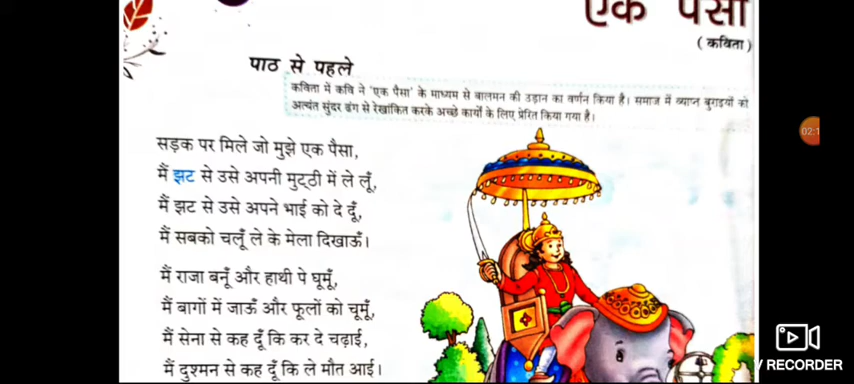 एक पैसा
(कविता)
पाठ से पहले
कविता में कवि ने 'एक पैसा' के माध्यम से बालमन की उड़ान का वर्णन किया है। समाज में व्याप्त बुराइयों को
अत्यंत सुंदर ढंग से रेखांकित करके अच्छे कार्यों के लिए प्रेरित किया गया है।
सड़क पर मिले जो मुझे एक पैसा,
मैं झट से उसे अपनी मुट्ठी में ले लूँ,
मैं झट से उसे अपने भाई को दे दूँ,
मैं सबको चलूँ ले के मेला दिखाऊँ।
मैं राजा बनूँ और हाथी पे घूमूँ,
मैं बागों में जाऊँ और फूलों को चूमूँ,
मैं सेना से कह दूँ कि कर दे चढ़ाई,
मैं दुश्मन से कह दूँ कि ले मौत आई।
02:1
V RECORDER